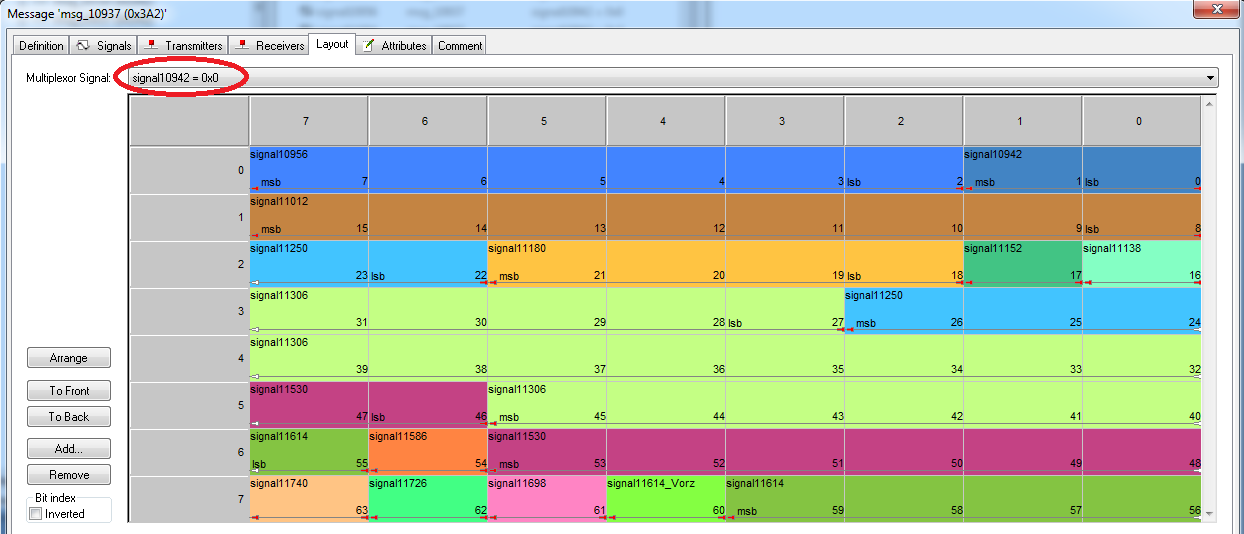 Message 'msg_10937 (0x3A2)'
Definition Signals Transmitters Receivers Layout Attributes Comment
Multiplexor Signal: signal10942 = 0x0
7 6 5 4 3 2 1 0
signal10956 signal10942
0 msb 7 6 5 4 3 lsb 2 msb 1 lsb 0
signal11012
1 msb 15 14 13 12 11 10 9 lsb 8
signal11250 signal11180 signal11152 signal11138
2 23 lsb 22 msb 21 20 19 lsb 18 17 16
signal11306 signal11250
3 31 30 29 28 lsb 27 msb 26 25 24
signal11306
4 39 38 37 36 35 34 33 32
Arrange
signal11530 signal11306
5 47 lsb 46 msb 45 44 43 42 41 40
To Front
To Back
signal11614 signal11586 signal11530
6 lsb 55 54 msb 53 52 51 50 49 48
Add...
Remove
signal11740 signal11726 signal11698 signal11614_Vorz signal11614
7 63 62 61 60 msb 59 58 57 56
Bit index
Inverted